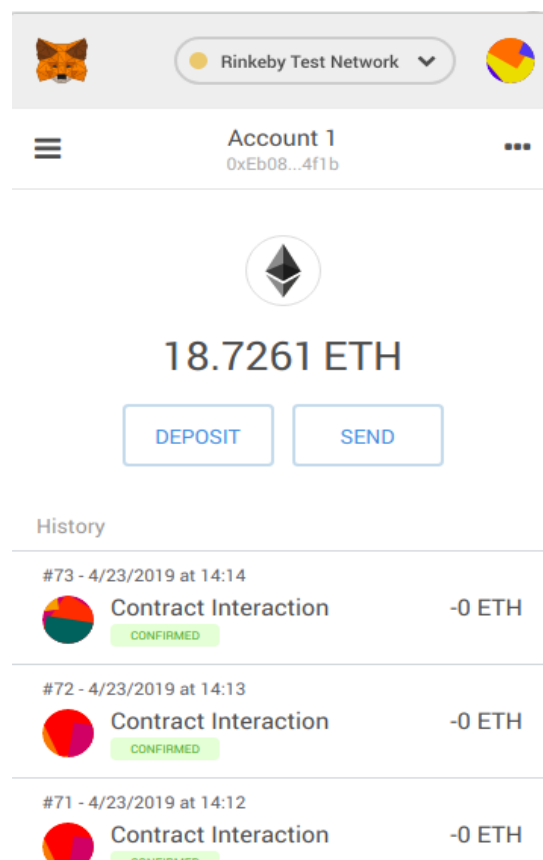 Rinkeby Test Network
Account 1
0xEb08...4f1b
18.7261 ETH
DEPOSIT SEND
History
#73 - 4/23/2019 at 14:14
Contract Interaction -0 ETH
CONFIRMED
#72 - 4/23/2019 at 14:13
Contract Interaction -0 ETH
CONFIRMED
#71 - 4/23/2019 at 14:12
Contract Interaction -0 ETH
CONFIRMED